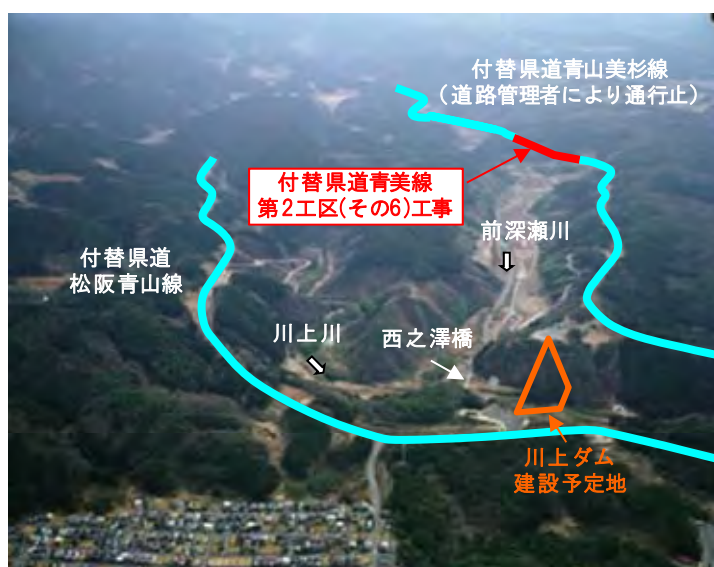 付替県道青山美杉線
（道路管理者により通行止）
付替県道青美線
第2工区(その6)工事
前深瀬川
付替県道
松阪青山線
川上川
西之澤橋
川上ダム
建設予定地